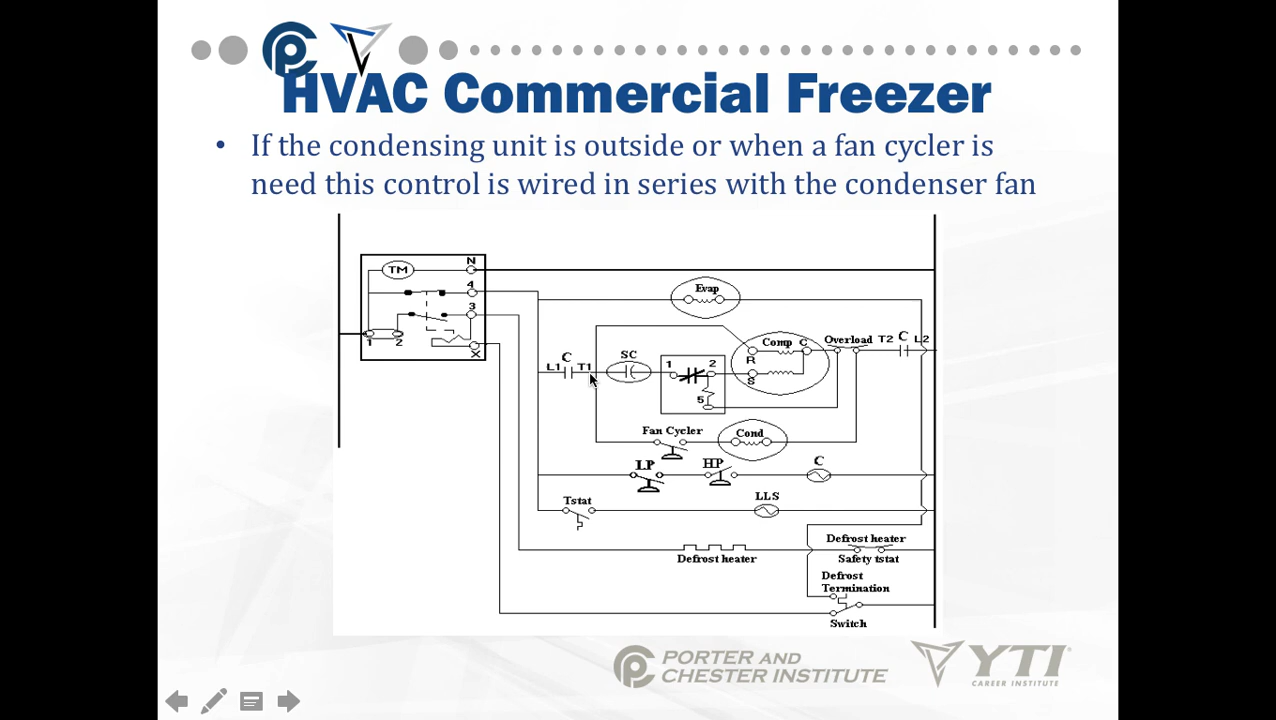 HVAC Commercial Freezer
• If the condensing unit is outside or when a fan cycler is
need this control is wired in series with the condenser fan
TM
N
4
3
1
2
X
Evap
Comp
C
R
S
Overload
T2
C
L2
L1
C
T1
SC
1
2
5
Fan Cycler
Cond
LP
HP
C
Tstat
LLS
Defrost heater
Defrost heater
Safety tstat
Defrost
Termination
Switch
PORTER AND
CHESTER INSTITUTE
YTI
CAREER INSTITUTE